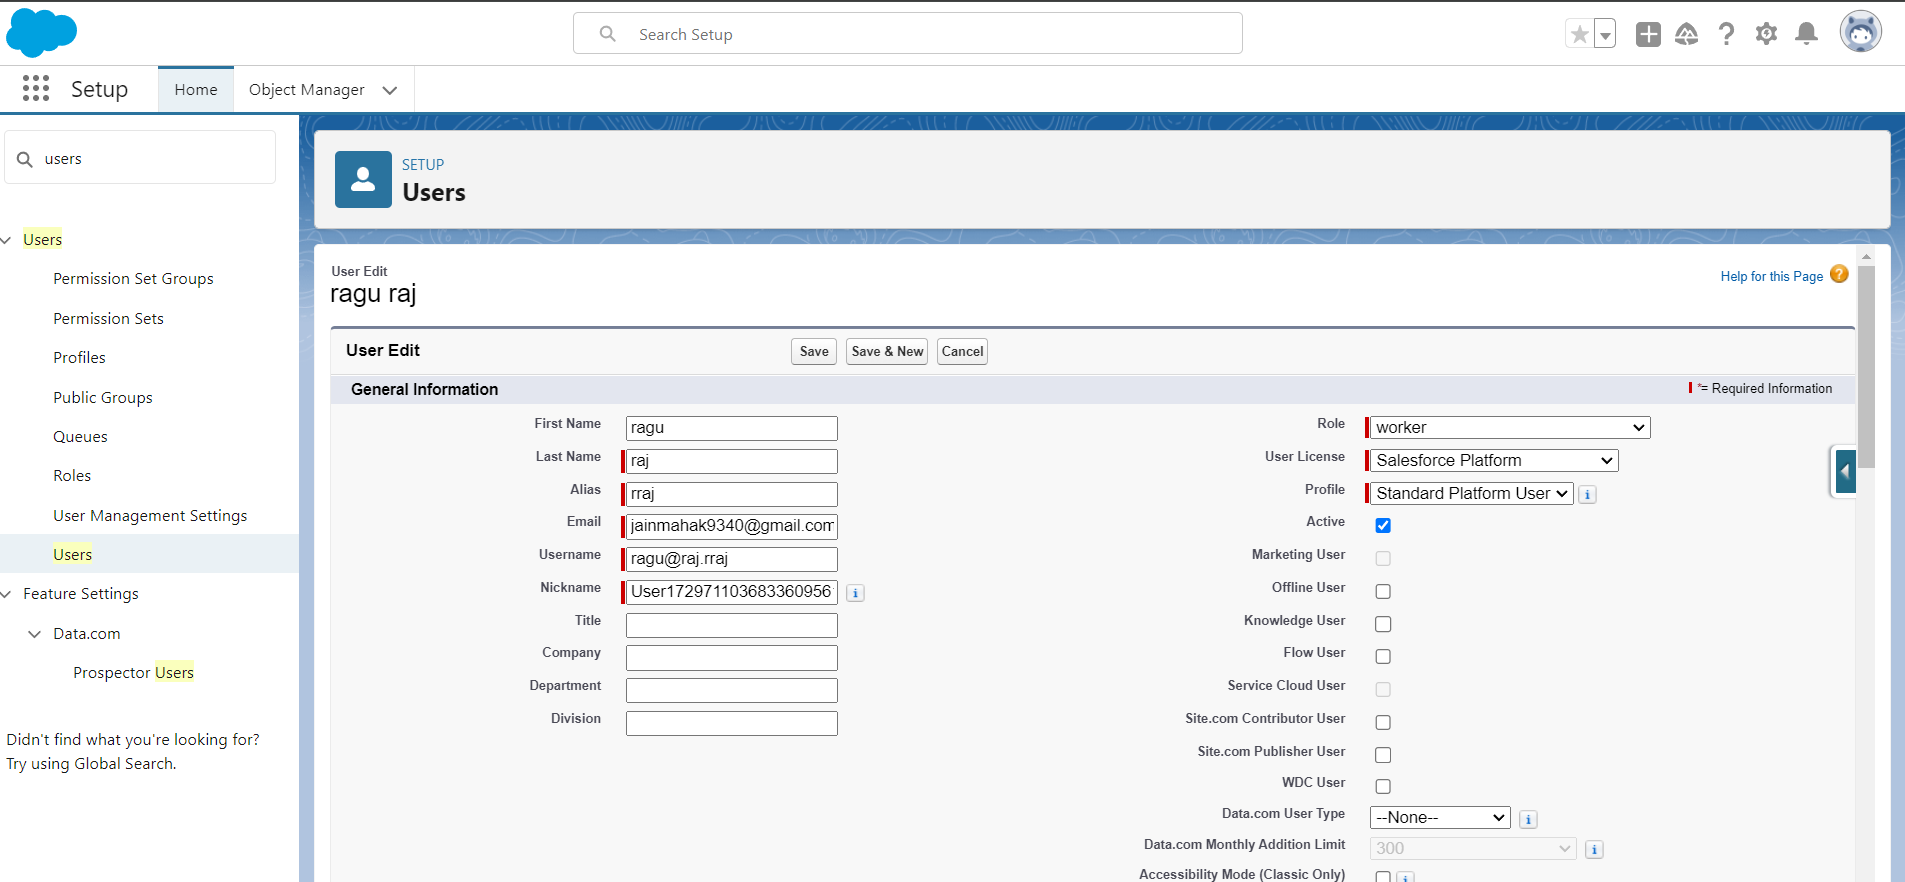 Search Setup
Setup
Home
Object Manager
users
Users
Permission Set Groups
Permission Sets
Profiles
Public Groups
Queues
Roles
User Management Settings
Users
Feature Settings
Data.com
Prospector Users
Didn't find what you're looking for?
Try using Global Search.
SETUP
Users
User Edit
ragu raj
Help for this Page ?
User Edit
Save
Save & New
Cancel
General Information
*= Required Information
First Name ragu
Last Name raj
Alias rraj
Email jainmahak9340@gmail.com
Username ragu@raj.rraj
Nickname User172971103683360956 i
Title
Company
Department
Division
Role worker
User License Salesforce Platform
Profile Standard Platform User i
Active
Marketing User
Offline User
Knowledge User
Flow User
Service Cloud User
Site.com Contributor User
Site.com Publisher User
WDC User
Data.com User Type --None-- i
Data.com Monthly Addition Limit 300 i
Accessibility Mode (Classic Only) i